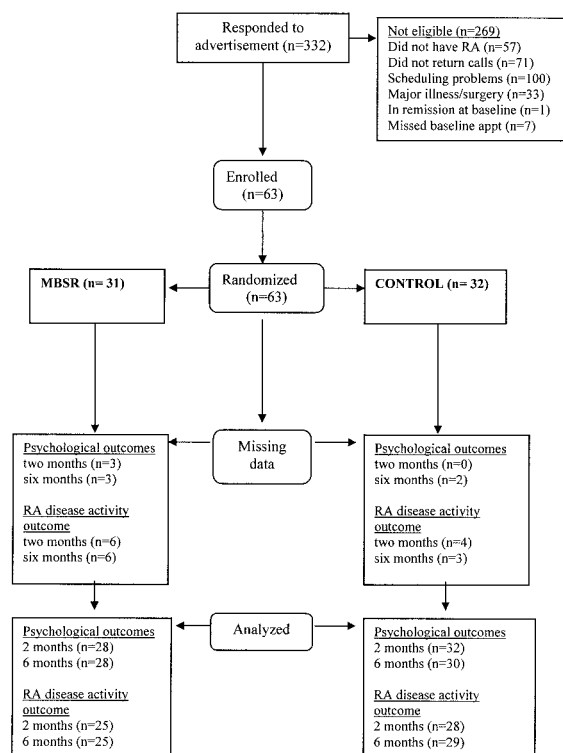 Responded to
advertisement (n=332)
Not eligible (n=269)
Did not have RA (n=57)
Did not return calls (n=71)
Scheduling problems (n=100)
Major illness/surgery (n=33)
In remission at baseline (n=1)
Missed baseline appt (n=7)
Enrolled
(n=63)
MBSR (n= 31)
Randomized
(n=63)
CONTROL (n= 32)
Psychological outcomes
two months (n=3)
six months (n=3)
RA disease activity
outcome
two months (n=6)
six months (n=6)
Missing
data
Psychological outcomes
two months (n=0)
six months (n=2)
RA disease activity
outcome
two months (n=4)
six months (n=3)
Psychological outcomes
2 months (n=28)
6 months (n=28)
RA disease activity
outcome
2 months (n=25)
6 months (n=25)
Analyzed
Psychological outcomes
2 months (n=32)
6 months (n=30)
RA disease activity
outcome
2 months (n=28)
6 months (n=29)